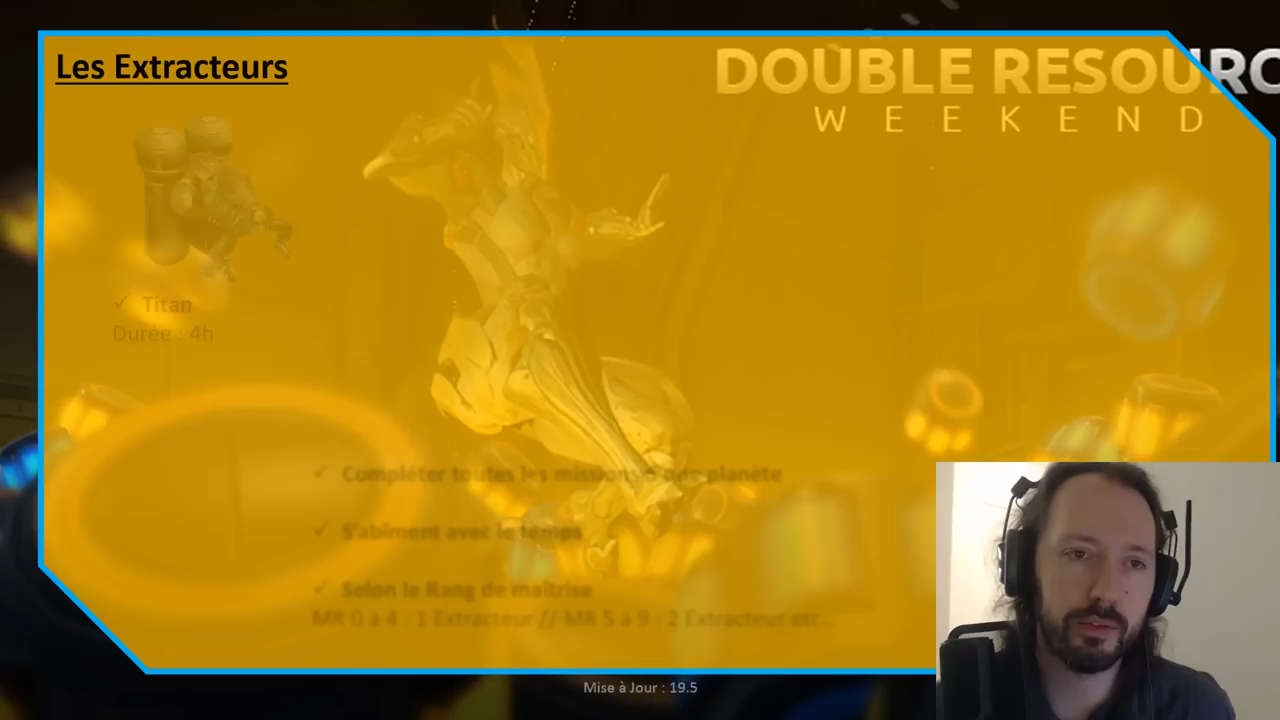 Les Extracteurs
DOUBLE RESOURC
WEEKEND
✓ Titan
Durée : 4h
✓ Compléter toutes les missions d'une planète
✓ S'abîment avec le temps
✓ Selon le Rang de maîtrise
MR 0 à 4 : 1 Extracteur // MR 5 à 9 : 2 Extracteur etc...
Mise à Jour : 19.5